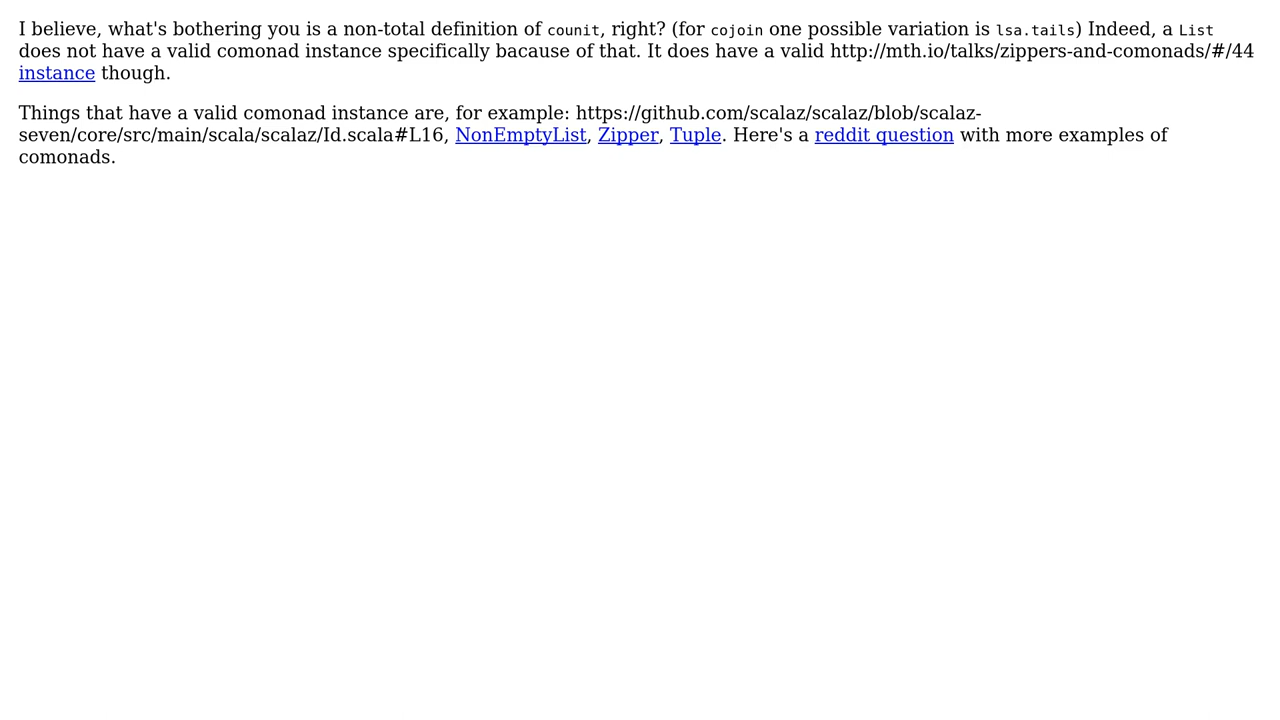 I believe, what's bothering you is a non-total definition of counit, right? (for cojoin one possible variation is lsa.tails) Indeed, a List
does not have a valid comonad instance specifically bacause of that. It does have a valid http://mth.io/talks/zippers-and-comonads/#/44
instance though.
Things that have a valid comonad instance are, for example: https://github.com/scalaz/scalaz/blob/scalaz-
seven/core/src/main/scala/scalaz/Id.scala#L16, NonEmptyList, Zipper, Tuple. Here's a reddit question with more examples of
comonads.